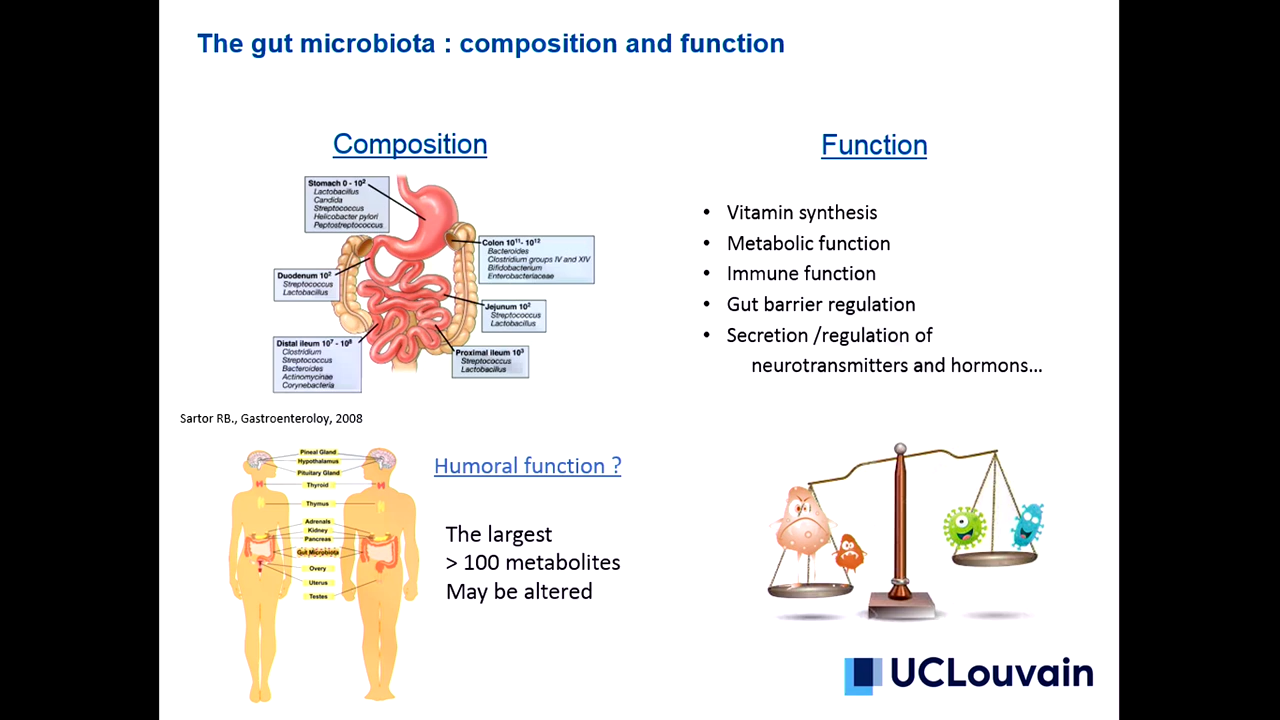 The gut microbiota : composition and function
Composition
Stomach 0 - 10²
Lactobacillus
Candida
Streptococcus
Helicobacter pylori
Peptostreptococcus
Colon 10¹¹- 10¹²
Bacteroides
Clostridium groups IV and XIV
Bifidobacterium
Enterobacteriaceae
Duodenum 10²
Streptococcus
Lactobacillus
Jejunum 10²
Streptococcus
Lactobacillus
Distal ileum 10⁷ - 10⁸
Clostridium
Streptococcus
Bacteroides
Actinomycinae
Corynebacteria
Proximal ileum 10³
Streptococcus
Lactobacillus
Sartor RB., Gastroenteroloy, 2008
Function
• Vitamin synthesis
• Metabolic function
• Immune function
• Gut barrier regulation
• Secretion /regulation of
neurotransmitters and hormons...
Pineal Gland
Hypothalamus
Pituitary Gland
Thyroid
Thymus
Adrenals
Kidney
Pancreas
Gut Microbiota
Overy
Uterus
Testes
Humoral function ?
The largest
> 100 metabolites
May be altered
UCLouvain